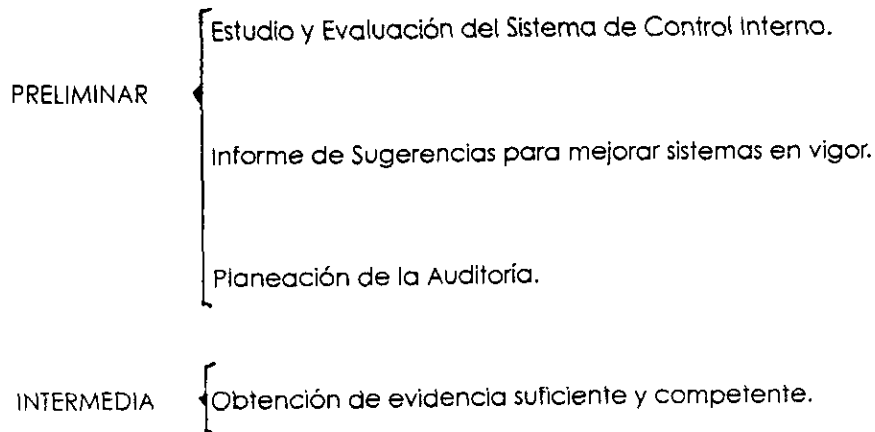 Estudio y Evaluación del Sistema de Control Interno.
PRELIMINAR
Informe de Sugerencias para mejorar sistemas en vigor.
Planeación de la Auditoría.
INTERMEDIA
Obtención de evidencia suficiente y competente.